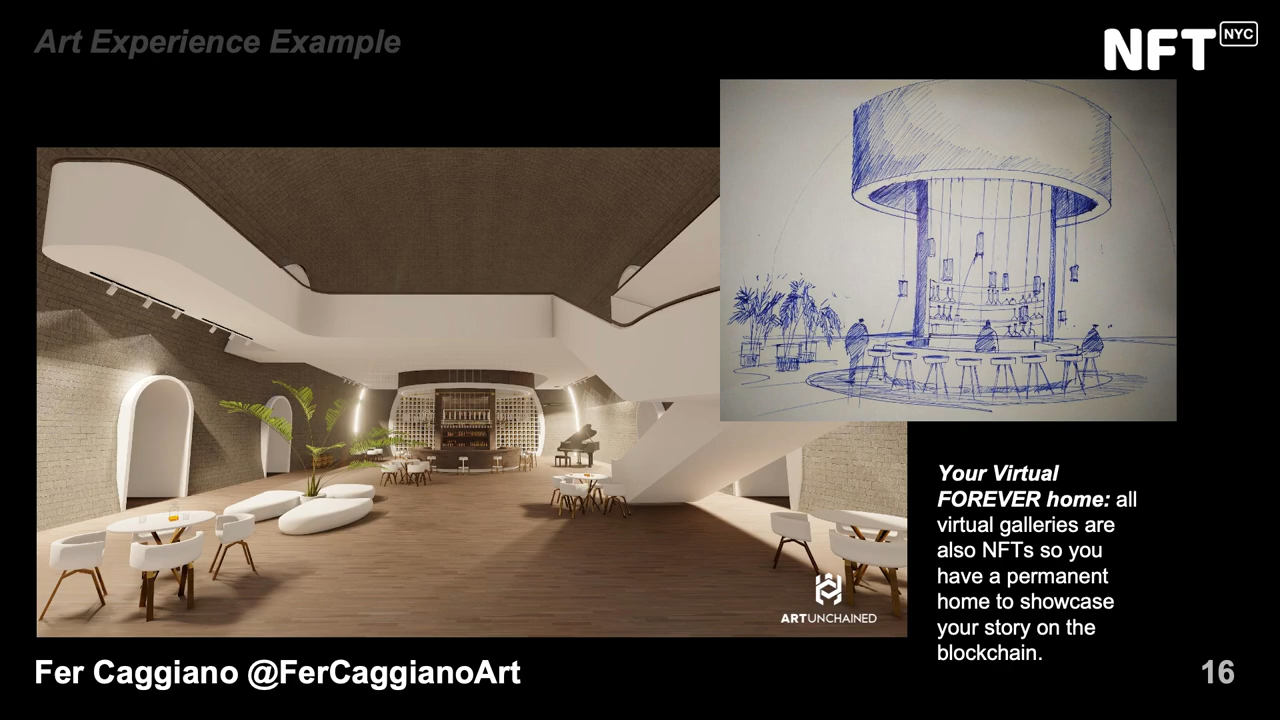 Art Experience Example
NFT NYC
Your Virtual
FOREVER home: all
virtual galleries are
also NFTs so you
have a permanent
home to showcase
your story on the
blockchain.
ARTUNCHAINED
Fer Caggiano @FerCaggianoArt
16